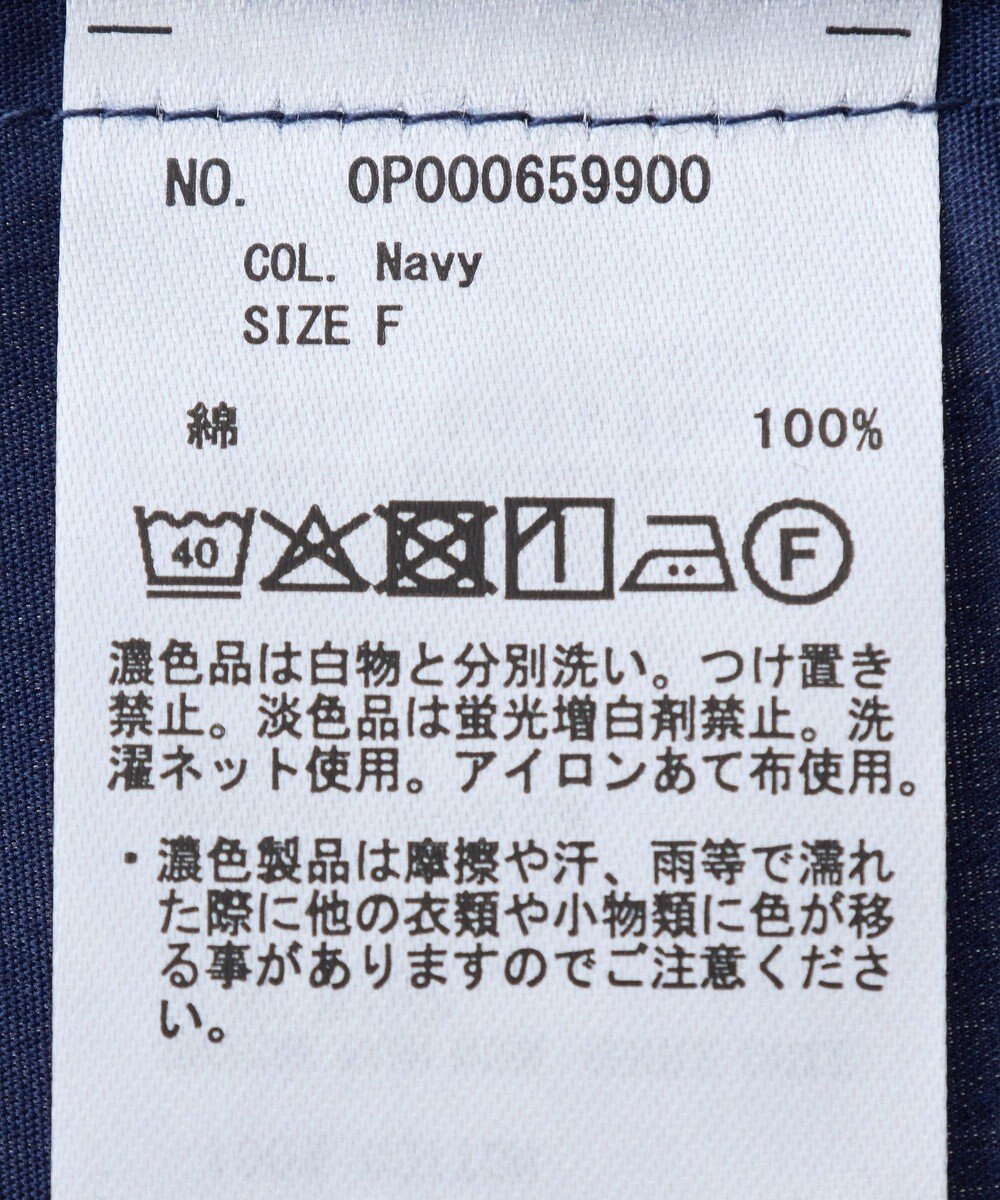 NO. OP000659900
COL. Navy
SIZE F
綿 100%
40 F
濃色品は白物と分別洗い。つけ置き
禁止。淡色品は蛍光増白剤禁止。洗
濯ネット使用。アイロンあて布使用。
・濃色製品は摩擦や汗、雨等で濡れ
た際に他の衣類や小物類に色が移
る事がありますのでご注意くださ
い。